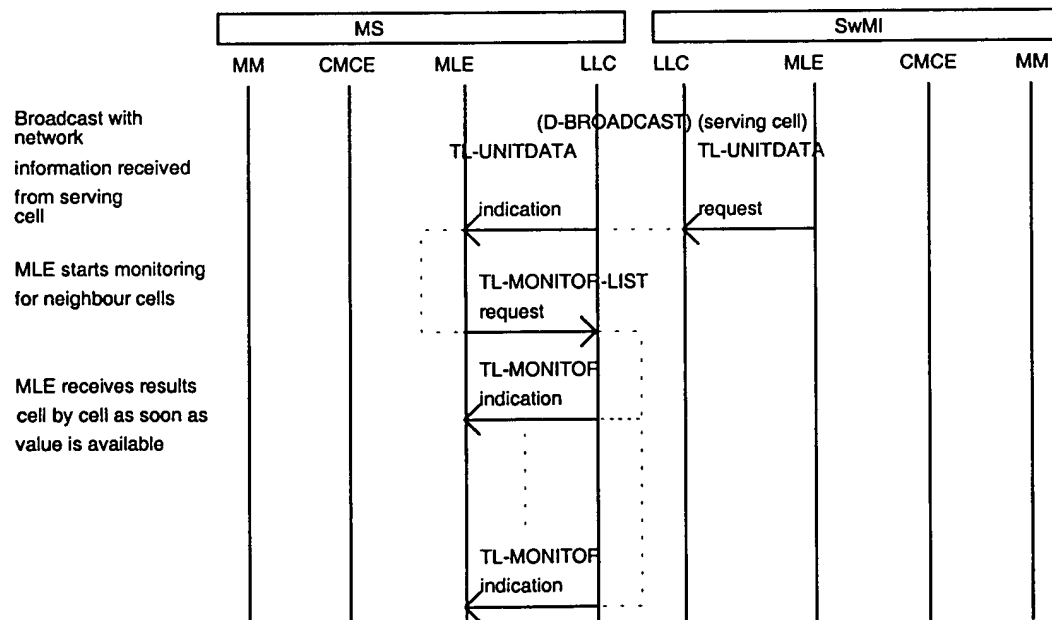 MS SwMI
MM CMCE MLE LLC LLC MLE CMCE MM
Broadcast with
network
information received
from serving
cell
(D-BROADCAST) (serving cell)
TL-UNITDATA TL-UNITDATA
indication request
MLE starts monitoring
for neighbour cells
TL-MONITOR-LIST
request
MLE receives results
cell by cell as soon as
value is available
TL-MONITOR
indication
TL-MONITOR
indication